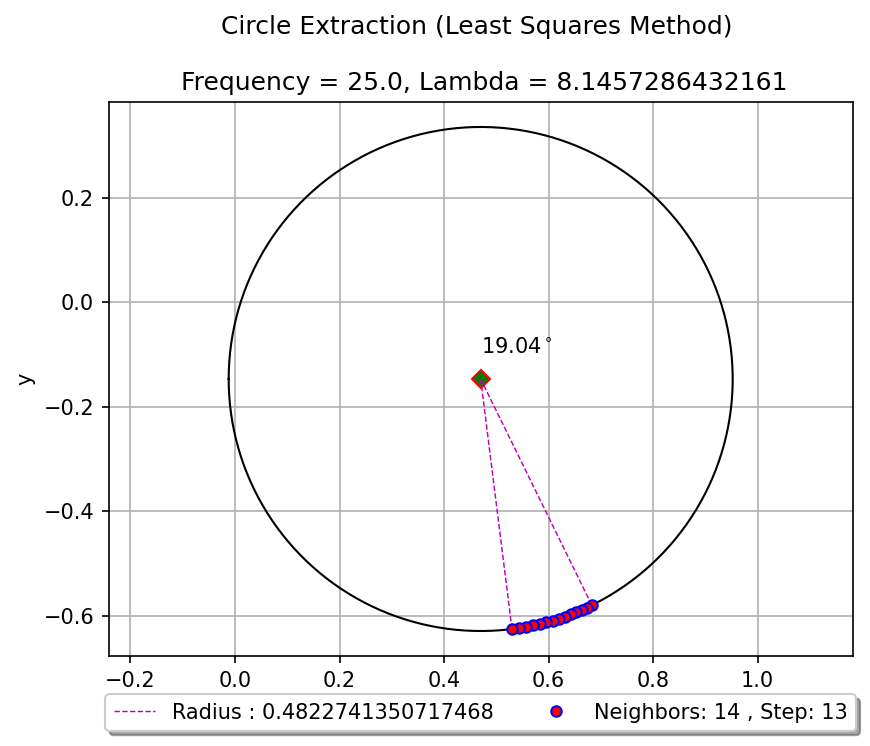 Circle Extraction (Least Squares Method)
Frequency = 25.0, Lambda = 8.1457286432161
0.2
0.0
−0.2
−0.4
−0.6
y
19.04°
−0.2 0.0 0.2 0.4 0.6 0.8 1.0
Radius : 0.4822741350717468 Neighbors: 14 , Step: 13